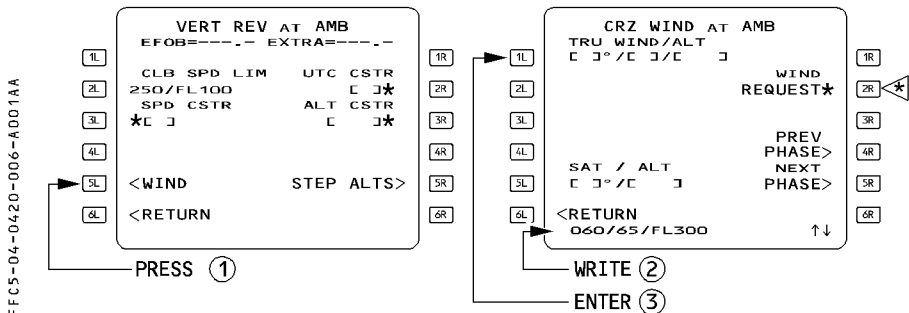 VERT REV AT AMB
EFOB=---.- EXTRA=---.-
1L
1R
CLB SPD LIM UTC CSTR
2L
250/FL100 [ ]*
2R
SPD CSTR ALT CSTR
3L
*[ ] [ ]*
3R
4L
4R
5L
<WIND STEP ALTS>
5R
6L
<RETURN
6R
PRESS 1
CRZ WIND AT AMB
TRU WIND/ALT
1L
[ ]°/[ ]/[ ]
1R
WIND
2L
REQUEST*
2R
*
3L
3R
PREV
4L
PHASE>
4R
SAT / ALT NEXT
5L
[ ]°/[ ] PHASE>
5R
6L
<RETURN
6R
060/65/FL300 ↑↓
WRITE 2
ENTER 3
FFC5-04-0420-006-A001AA